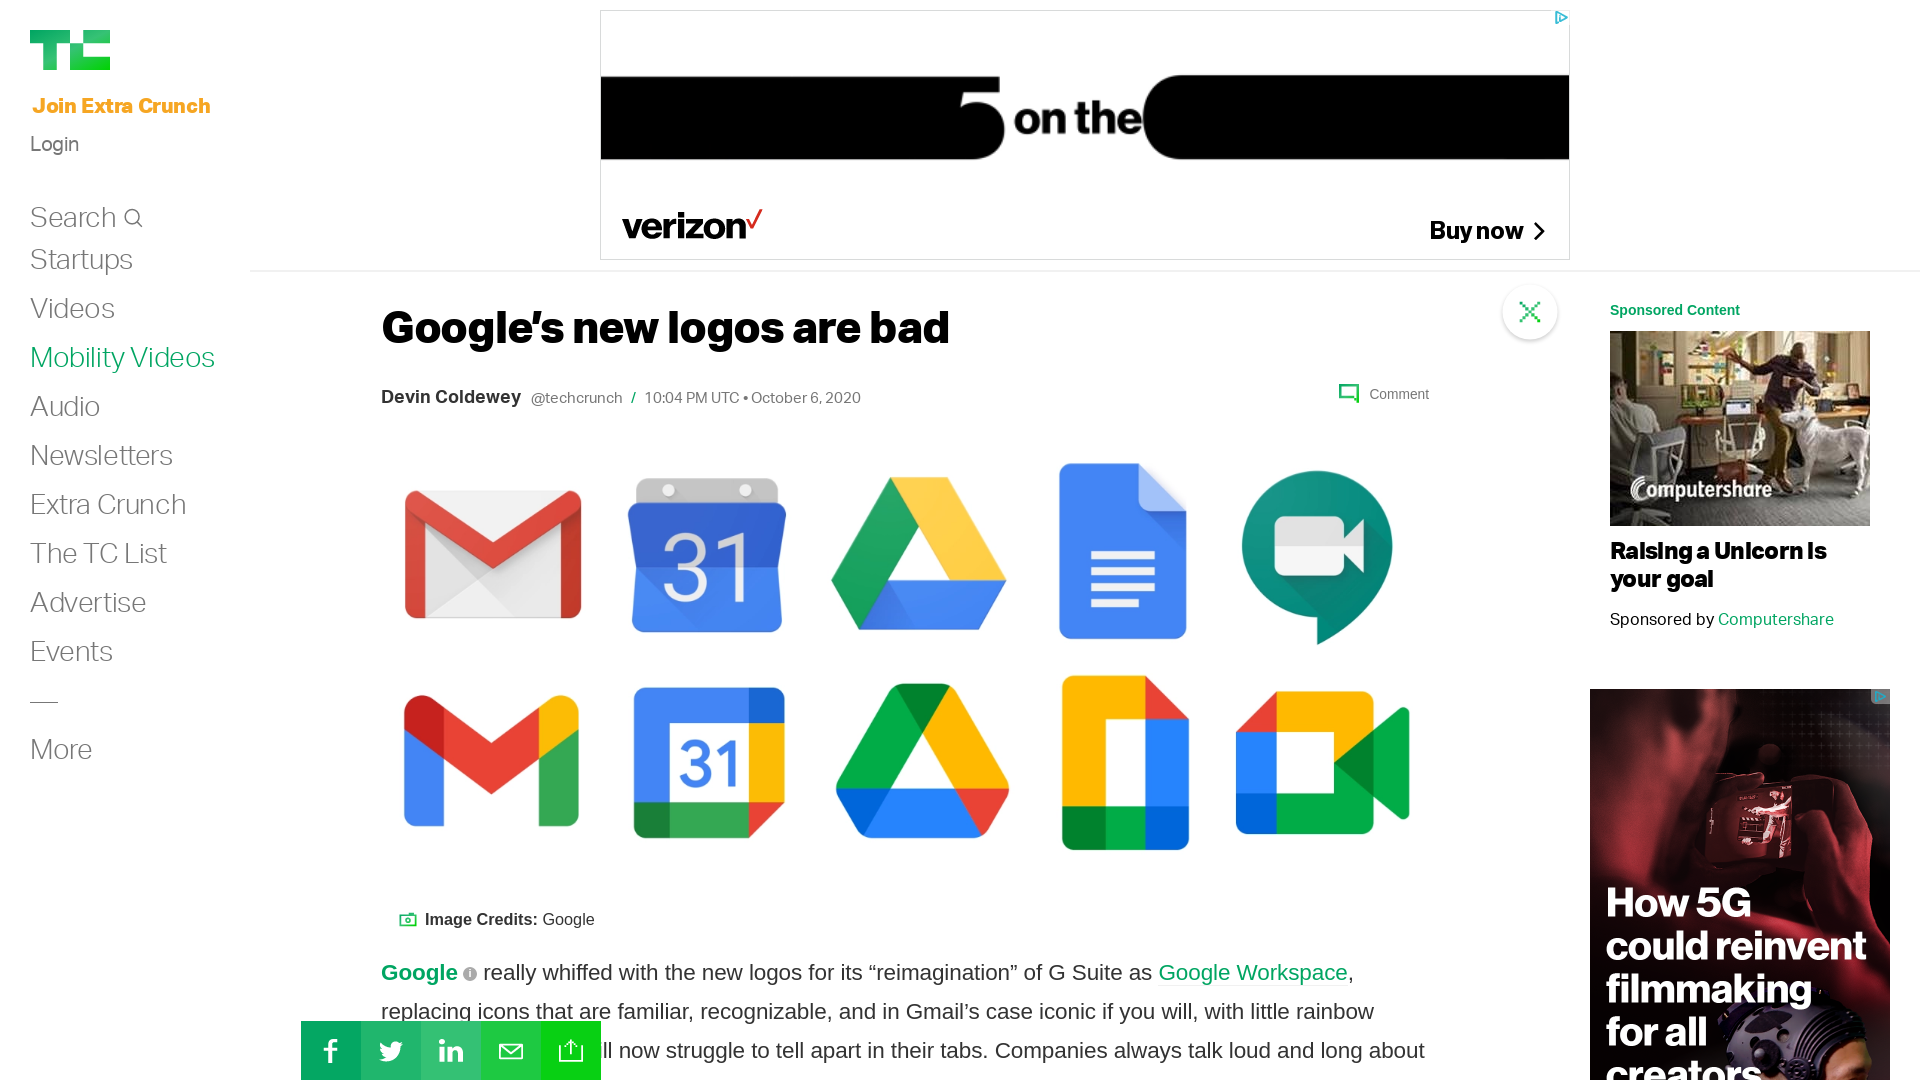 TC
Join Extra Crunch
Login
Search
Startups
Videos
Mobility Videos
Audio
Newsletters
Extra Crunch
The TC List
Advertise
Events
More
5 on the
verizon
Buy now
Google’s new logos are bad
Devin Coldewey @techcrunch / 10:04 PM UTC • October 6, 2020
Comment
31
31
Image Credits: Google
Google i really whiffed with the new logos for its “reimagination” of G Suite as Google Workspace,
replacing icons that are familiar, recognizable, and in Gmail’s case iconic if you will, with little rainbow
ll now struggle to tell apart in their tabs. Companies always talk loud and long about
Sponsored Content
Computershare
Raising a Unicorn is
your goal
Sponsored by Computershare
How 5G
could reinvent
filmmaking
for all
creators